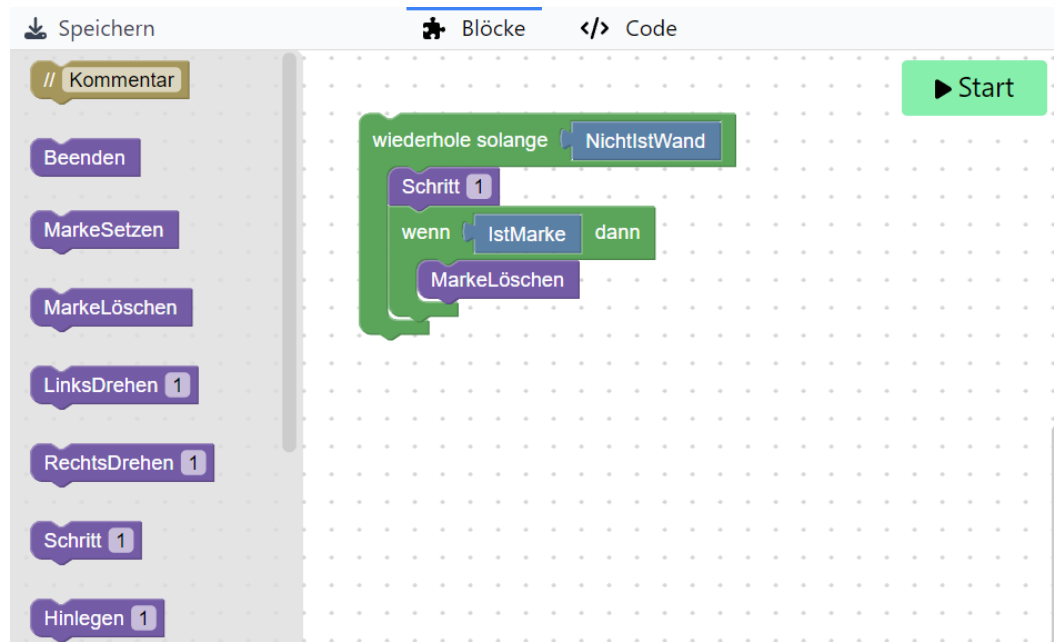 Speichern
Blöcke
</> Code
// Kommentar
Beenden
MarkeSetzen
MarkeLöschen
LinksDrehen 1
RechtsDrehen 1
Schritt 1
Hinlegen 1
Start
wiederhole solange NichtIstWand
Schritt 1
wenn IstMarke dann
MarkeLöschen